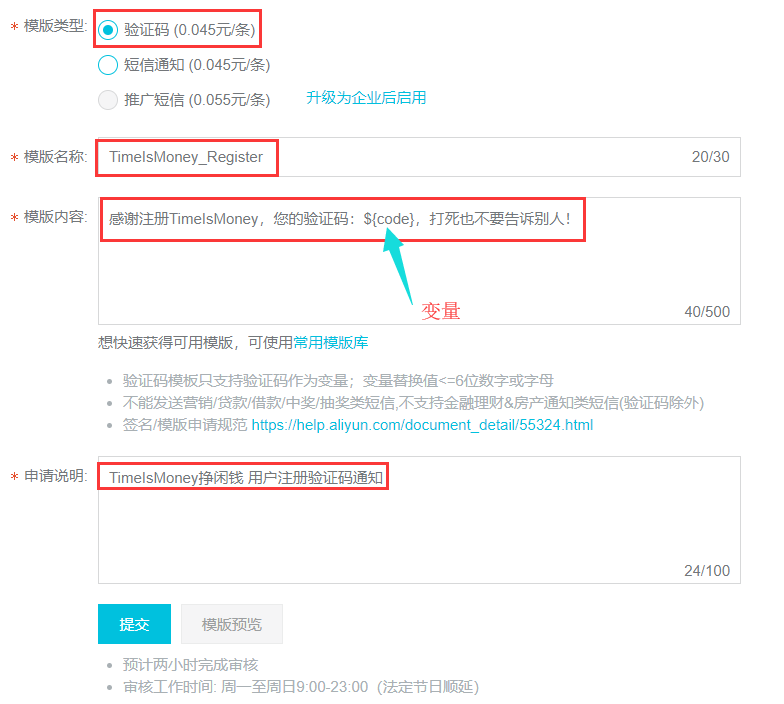 * 模版类型: 验证码 (0.045元/条)
短信通知 (0.045元/条)
推广短信 (0.055元/条) 升级为企业后启用
* 模版名称: TimeIsMoney_Register 20/30
* 模版内容: 感谢注册TimeIsMoney，您的验证码：${code}，打死也不要告诉别人！
变量
40/500
想快速获得可用模版，可使用常用模版库
• 验证码模板只支持验证码作为变量；变量替换值<=6位数字或字母
• 不能发送营销/贷款/借款/中奖/抽奖类短信,不支持金融理财&房产通知类短信(验证码除外)
• 签名/模版申请规范 https://help.aliyun.com/document_detail/55324.html
* 申请说明: TimeIsMoney挣闲钱 用户注册验证码通知
24/100
提交 模版预览
• 预计两小时完成审核
• 审核工作时间: 周一至周日9:00-23:00（法定节日顺延）